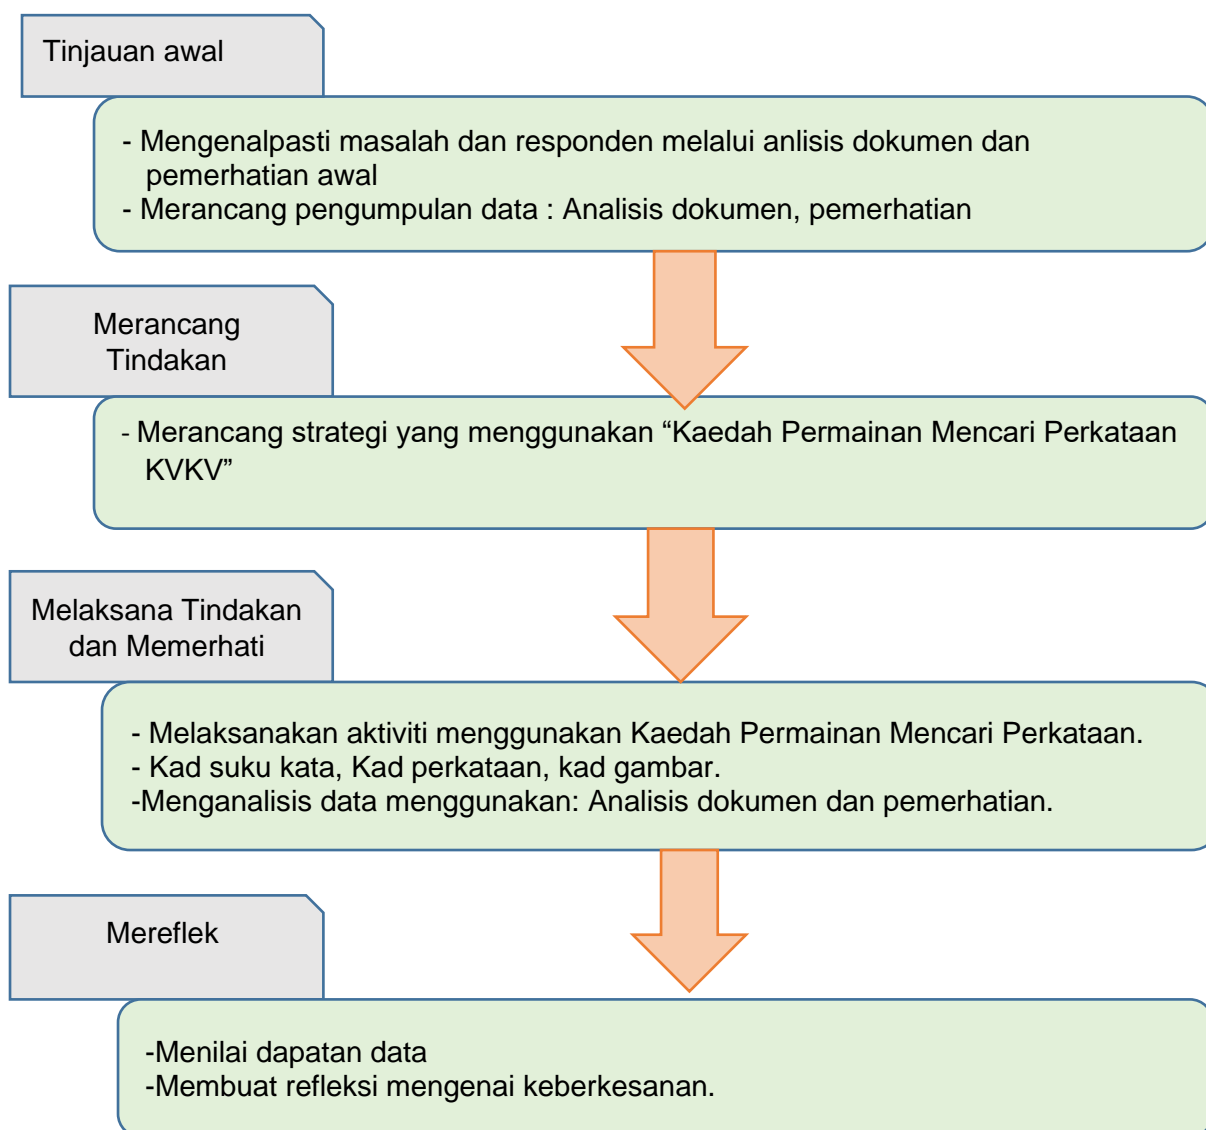 Tinjauan awal
- Mengenalpasti masalah dan responden melalui anlisis dokumen dan
pemerhatian awal
- Merancang pengumpulan data : Analisis dokumen, pemerhatian
Merancang
Tindakan
- Merancang strategi yang menggunakan “Kaedah Permainan Mencari Perkataan
KVKV”
Melaksana Tindakan
dan Memerhati
- Melaksanakan aktiviti menggunakan Kaedah Permainan Mencari Perkataan.
- Kad suku kata, Kad perkataan, kad gambar.
-Menganalisis data menggunakan: Analisis dokumen dan pemerhatian.
Mereflek
-Menilai dapatan data
-Membuat refleksi mengenai keberkesanan.